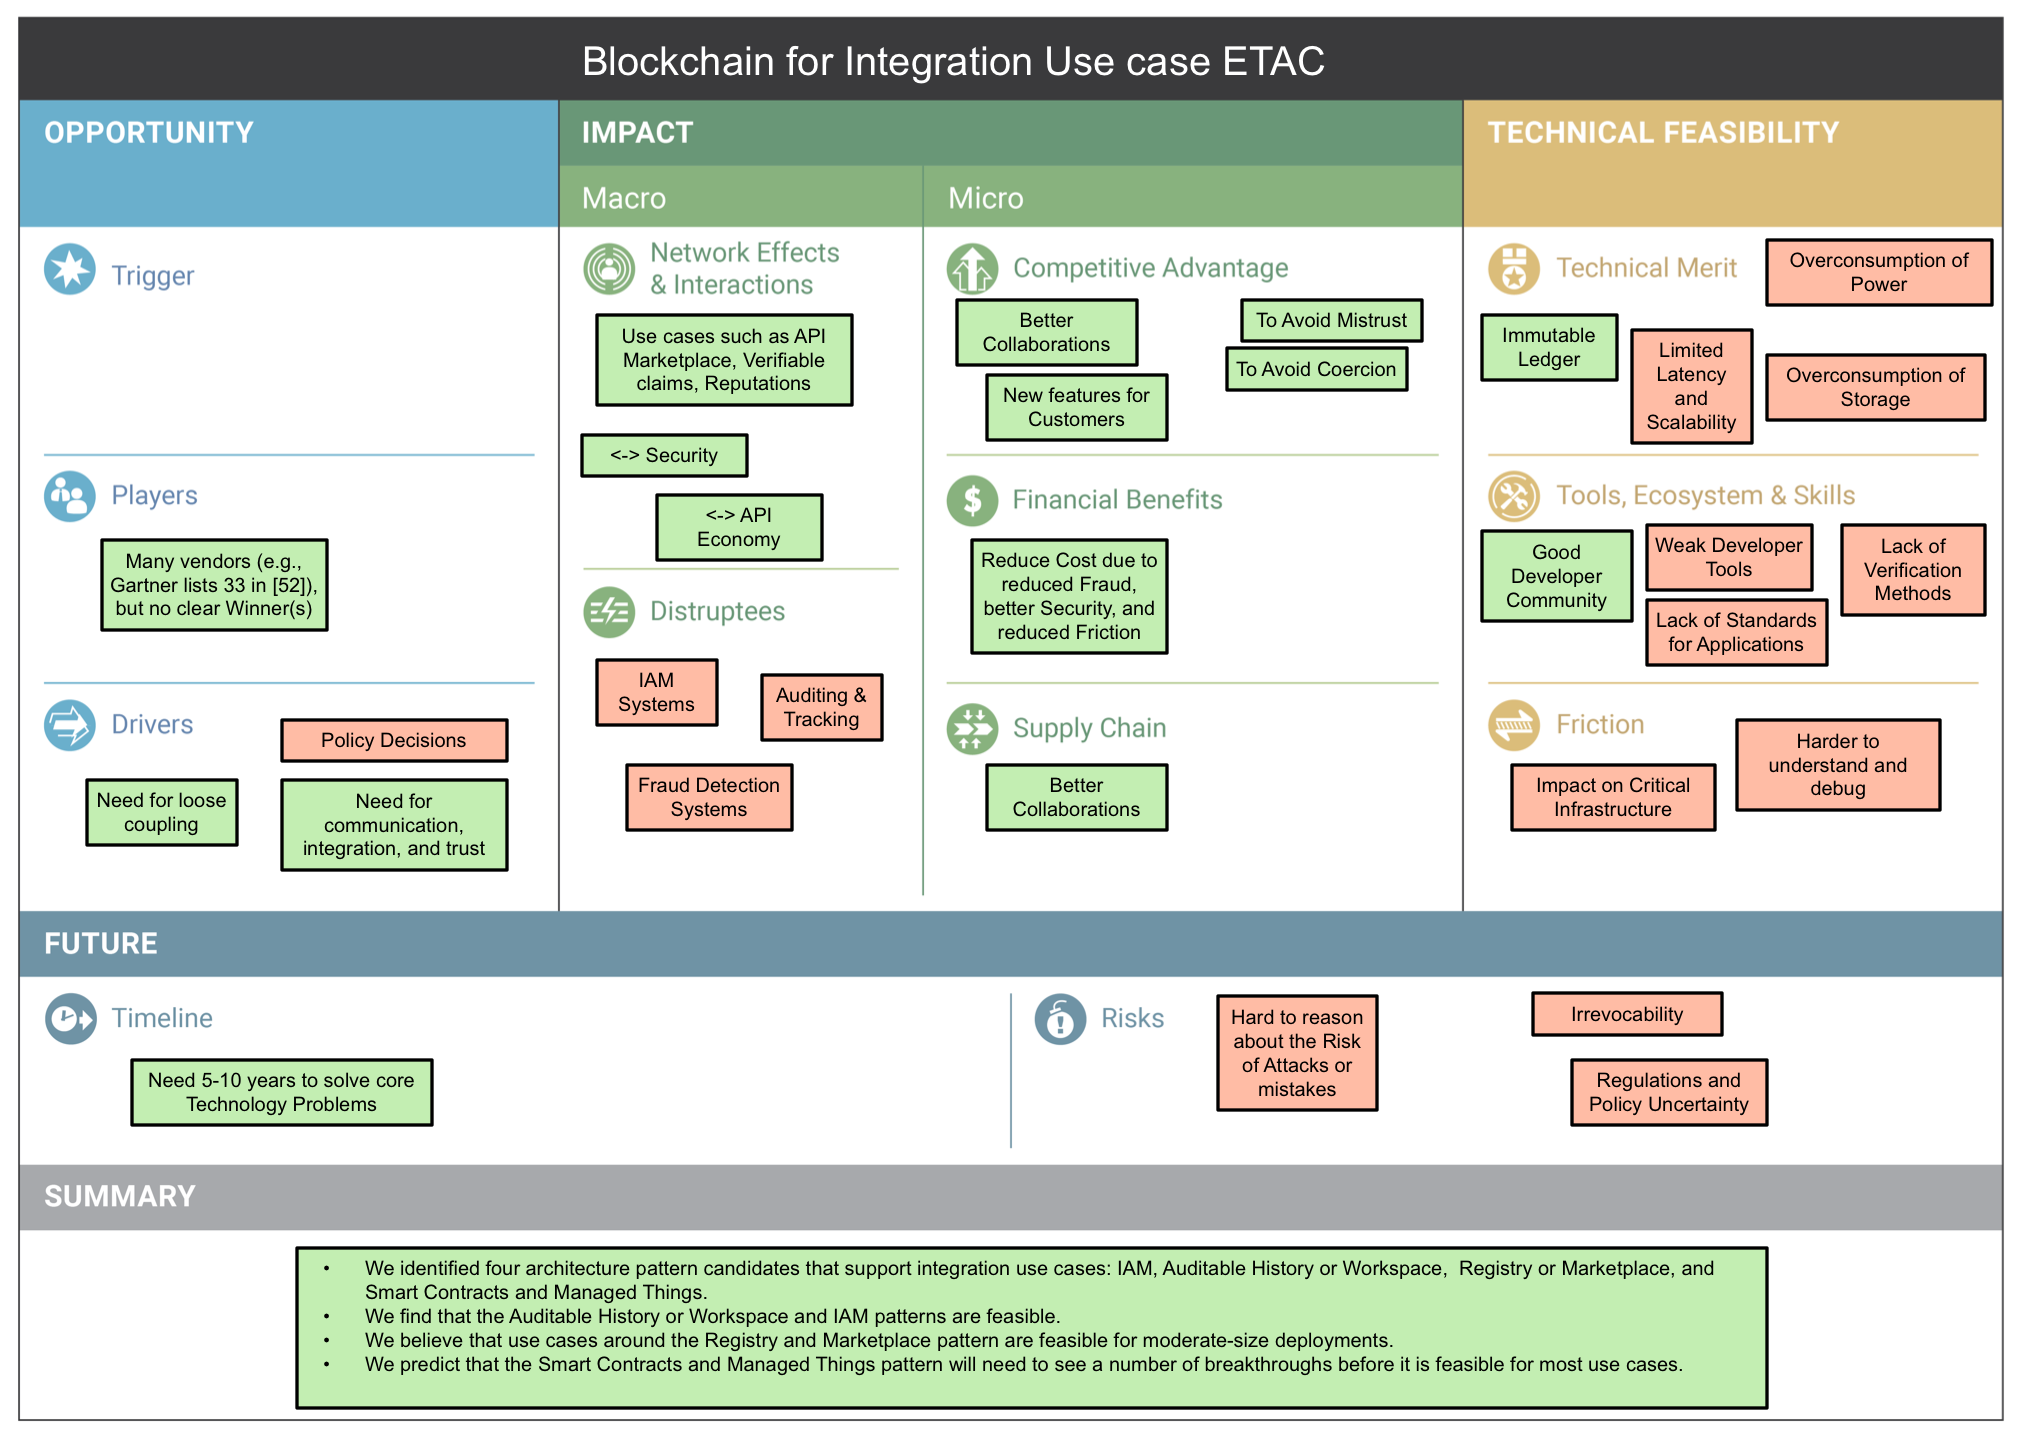 Blockchain for Integration Use case ETAC
OPPORTUNITY
Trigger
Players
Many vendors (e.g.,
Gartner lists 33 in [52]),
but no clear Winner(s)
Drivers
Policy Decisions
Need for loose
coupling
Need for
communication,
integration, and trust
IMPACT
Macro
Network Effects
& Interactions
Use cases such as API
Marketplace, Verifiable
claims, Reputations
<-> Security
<-> API
Economy
Distruptees
IAM
Systems
Auditing &
Tracking
Fraud Detection
Systems
Micro
Competitive Advantage
Better
Collaborations
To Avoid Mistrust
To Avoid Coercion
New features for
Customers
Financial Benefits
$
Reduce Cost due to
reduced Fraud,
better Security, and
reduced Friction
Supply Chain
Better
Collaborations
TECHNICAL FEASIBILITY
Technical Merit
Overconsumption of
Power
Immutable
Ledger
Limited
Latency
and
Scalability
Overconsumption of
Storage
Tools, Ecosystem & Skills
Good
Developer
Community
Weak Developer
Tools
Lack of
Verification
Methods
Lack of Standards
for Applications
Friction
Harder to
understand and
debug
Impact on Critical
Infrastructure
FUTURE
Timeline
Need 5-10 years to solve core
Technology Problems
Risks
Hard to reason
about the Risk
of Attacks or
mistakes
Irrevocability
Regulations and
Policy Uncertainty
SUMMARY
• We identified four architecture pattern candidates that support integration use cases: IAM, Auditable History or Workspace, Registry or Marketplace, and
Smart Contracts and Managed Things.
• We find that the Auditable History or Workspace and IAM patterns are feasible.
• We believe that use cases around the Registry and Marketplace pattern are feasible for moderate-size deployments.
• We predict that the Smart Contracts and Managed Things pattern will need to see a number of breakthroughs before it is feasible for most use cases.